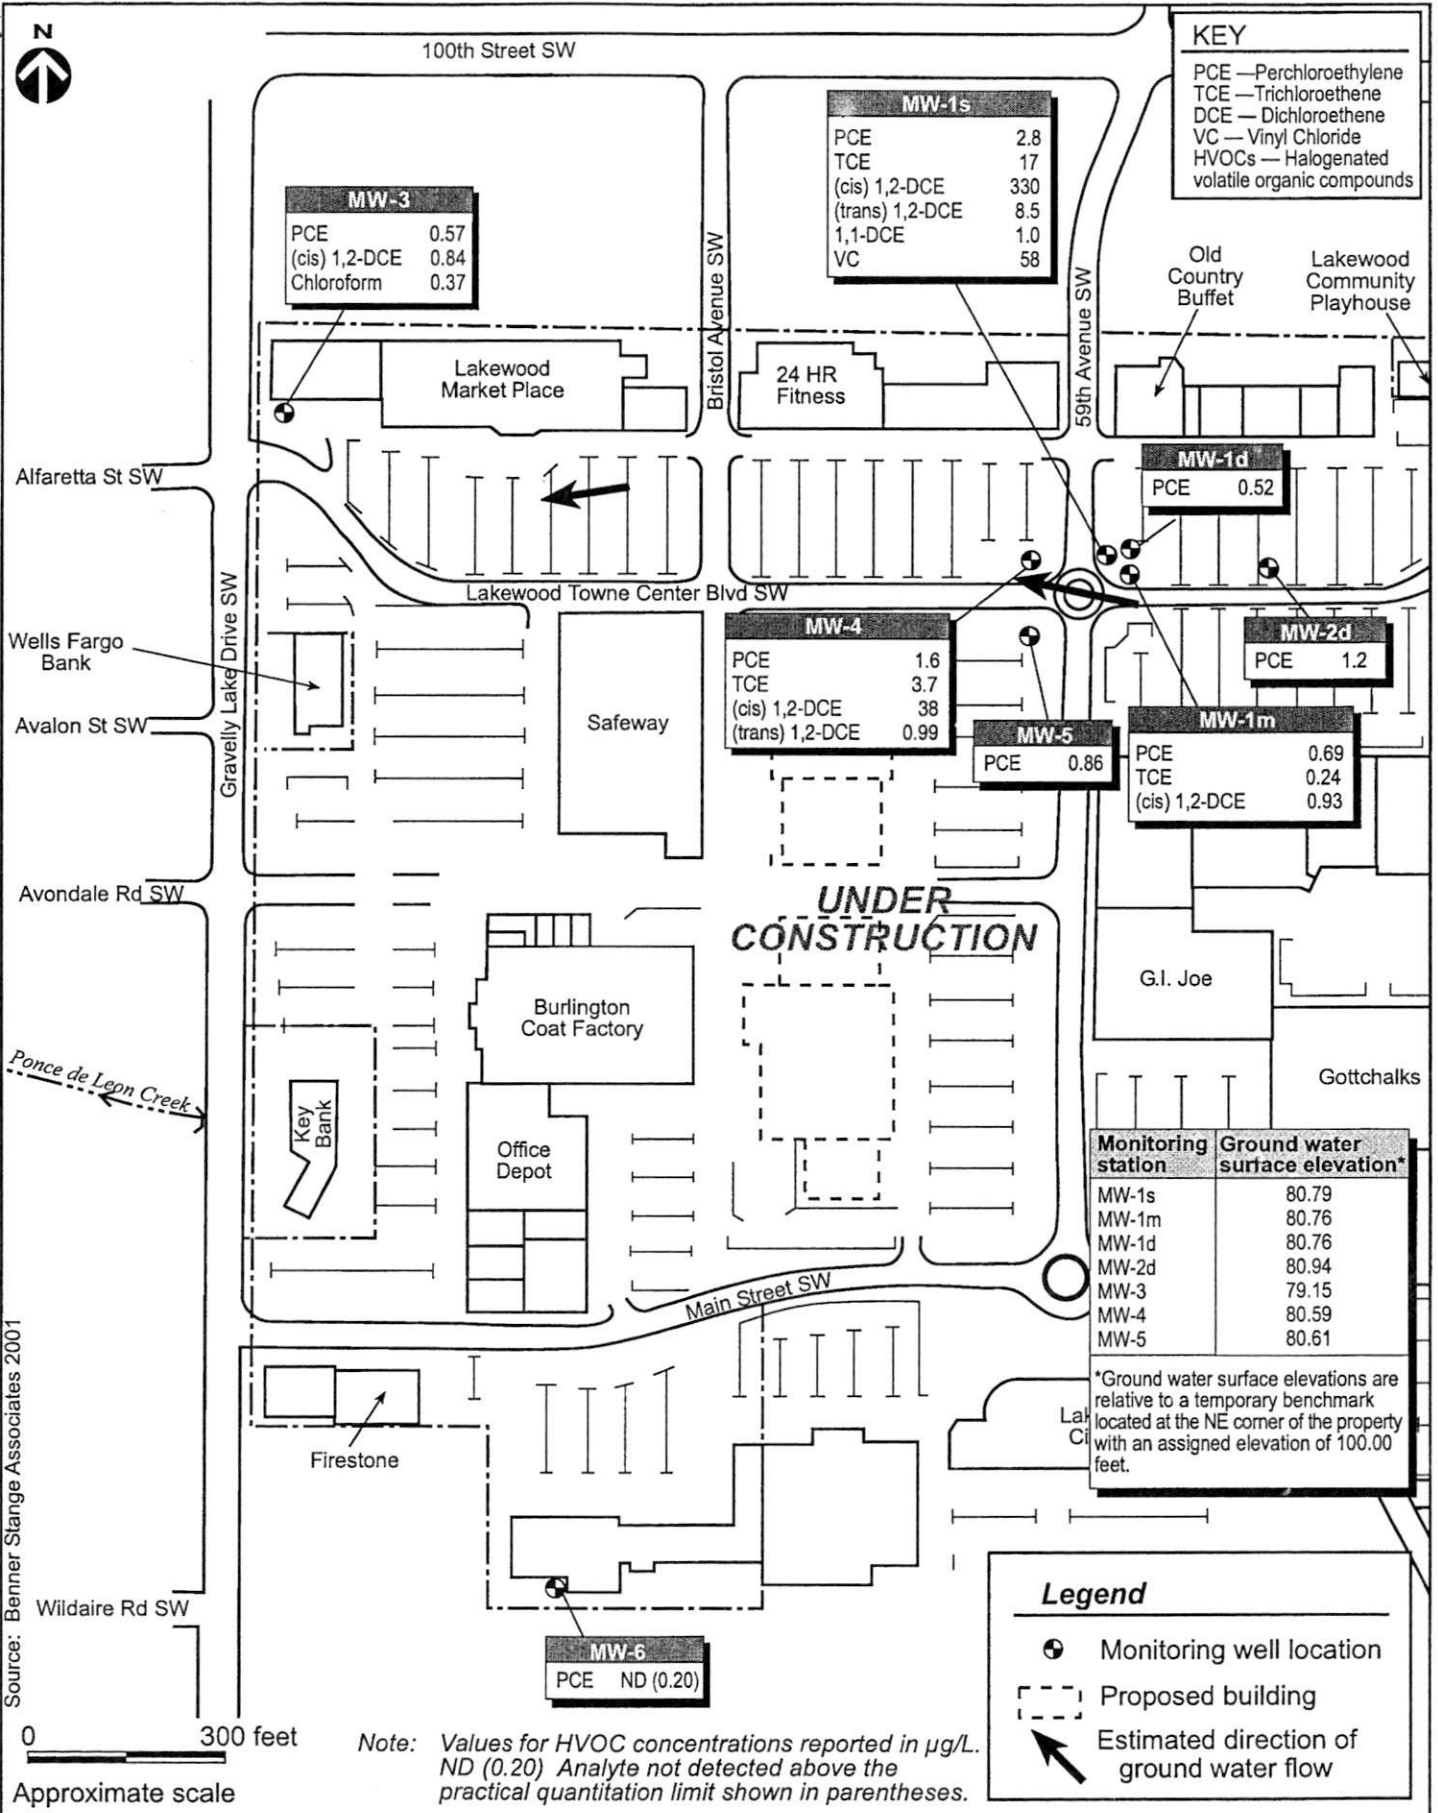 N
100th Street SW
KEY
PCE —Perchloroethylene
TCE —Trichloroethene
DCE — Dichloroethene
VC — Vinyl Chloride
HVOCs — Halogenated
volatile organic compounds
MW-1s
PCE 2.8
TCE 17
(cis) 1,2-DCE 330
(trans) 1,2-DCE 8.5
1,1-DCE 1.0
VC 58
MW-3
PCE 0.57
(cis) 1,2-DCE 0.84
Chloroform 0.37
Bristol Avenue SW
59th Avenue SW
Old
Country
Buffet
Lakewood
Community
Playhouse
Lakewood
Market Place
24 HR
Fitness
Alfaretta St SW
MW-1d
PCE 0.52
Lakewood Towne Center Blvd SW
Gravelly Lake Drive SW
Wells Fargo
Bank
Avalon St SW
Safeway
MW-4
PCE 1.6
TCE 3.7
(cis) 1,2-DCE 38
(trans) 1,2-DCE 0.99
MW-2d
PCE 1.2
MW-5
PCE 0.86
MW-1m
PCE 0.69
TCE 0.24
(cis) 1,2-DCE 0.93
Avondale Rd SW
UNDER
CONSTRUCTION
G.I. Joe
Burlington
Coat Factory
Ponce de Leon Creek
Key
Bank
Office
Depot
Gottchalks
Monitoring station Ground water surface elevation*
MW-1s 80.79
MW-1m 80.76
MW-1d 80.76
MW-2d 80.94
MW-3 79.15
MW-4 80.59
MW-5 80.61
*Ground water surface elevations are
relative to a temporary benchmark
located at the NE corner of the property
with an assigned elevation of 100.00
feet.
Main Street SW
Firestone
Wildaire Rd SW
MW-6
PCE ND (0.20)
Source: Benner Stange Associates 2001
0 300 feet
Approximate scale
Note: Values for HVOC concentrations reported in µg/L.
ND (0.20) Analyte not detected above the
practical quantitation limit shown in parentheses.
Legend
Monitoring well location
Proposed building
Estimated direction of
ground water flow